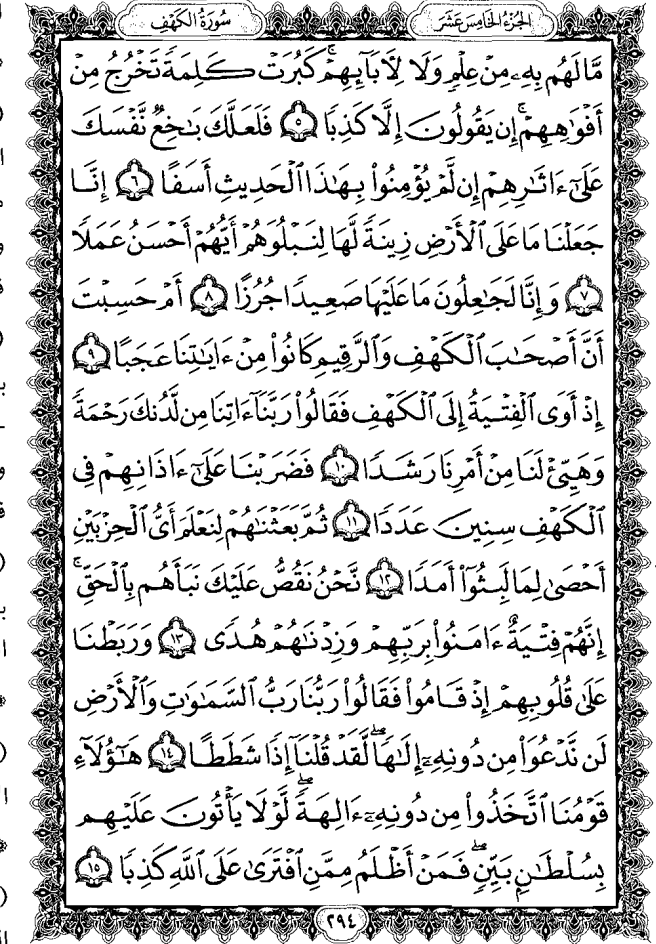 الجزء الخامس عشر
سورة الكهف
مَّا لَهُم بِهِۦ مِنْ عِلْمٍ وَلَا لِأَبَآئِهِمْ ۚ كَبُرَتْ كَلِمَةً تَخْرُجُ مِنْ
أَفْوَٰهِهِمْ ۚ إِن يَقُولُونَ إِلَّا كَذِبًا ٥ فَلَعَلَّكَ بَٰخِعٌ نَّفْسَكَ
عَلَىٰٓ ءَاثَٰرِهِمْ إِن لَّمْ يُؤْمِنُوا۟ بِهَٰذَا ٱلْحَدِيثِ أَسَفًا ٦ إِنَّا
جَعَلْنَا مَا عَلَى ٱلْأَرْضِ زِينَةً لَّهَا لِنَبْلُوَهُمْ أَيُّهُمْ أَحْسَنُ عَمَلًا
٧ وَإِنَّا لَجَٰعِلُونَ مَا عَلَيْهَا صَعِيدًا جُرُزًا ٨ أَمْ حَسِبْتَ
أَنَّ أَصْحَٰبَ ٱلْكَهْفِ وَٱلرَّقِيمِ كَانُوا۟ مِنْ ءَايَٰتِنَا عَجَبًا ٩
إِذْ أَوَى ٱلْفِتْيَةُ إِلَى ٱلْكَهْفِ فَقَالُوا۟ رَبَّنَآ ءَاتِنَا مِن لَّدُنكَ رَحْمَةً
وَهَيِّئْ لَنَا مِنْ أَمْرِنَا رَشَدًا ١٠ فَضَرَبْنَا عَلَىٰٓ ءَاذَانِهِمْ فِى
ٱلْكَهْفِ سِنِينَ عَدَدًا ١١ ثُمَّ بَعَثْنَٰهُمْ لِنَعْلَمَ أَىُّ ٱلْحِزْبَيْنِ
أَحْصَىٰ لِمَا لَبِثُوٓا۟ أَمَدًا ١٢ نَّحْنُ نَقُصُّ عَلَيْكَ نَبَأَهُم بِٱلْحَقِّ ۚ
إِنَّهُمْ فِتْيَةٌ ءَامَنُوا۟ بِرَبِّهِمْ وَزِدْنَٰهُمْ هُدًى ١٣ وَرَبَطْنَا
عَلَىٰ قُلُوبِهِمْ إِذْ قَامُوا۟ فَقَالُوا۟ رَبُّنَا رَبُّ ٱلسَّمَٰوَٰتِ وَٱلْأَرْضِ
لَن نَّدْعُوَا۟ مِن دُونِهِۦٓ إِلَٰهًا ۖ لَّقَدْ قُلْنَآ إِذًا شَطَطًا ١٤ هَٰٓؤُلَآءِ
قَوْمُنَا ٱتَّخَذُوا۟ مِن دُونِهِۦٓ ءَالِهَةً ۖ لَّوْلَا يَأْتُونَ عَلَيْهِم
بِسُلْطَٰنٍۭ بَيِّنٍ ۖ فَمَنْ أَظْلَمُ مِمَّنِ ٱفْتَرَىٰ عَلَى ٱللَّهِ كَذِبًا ١٥
٢٩٤